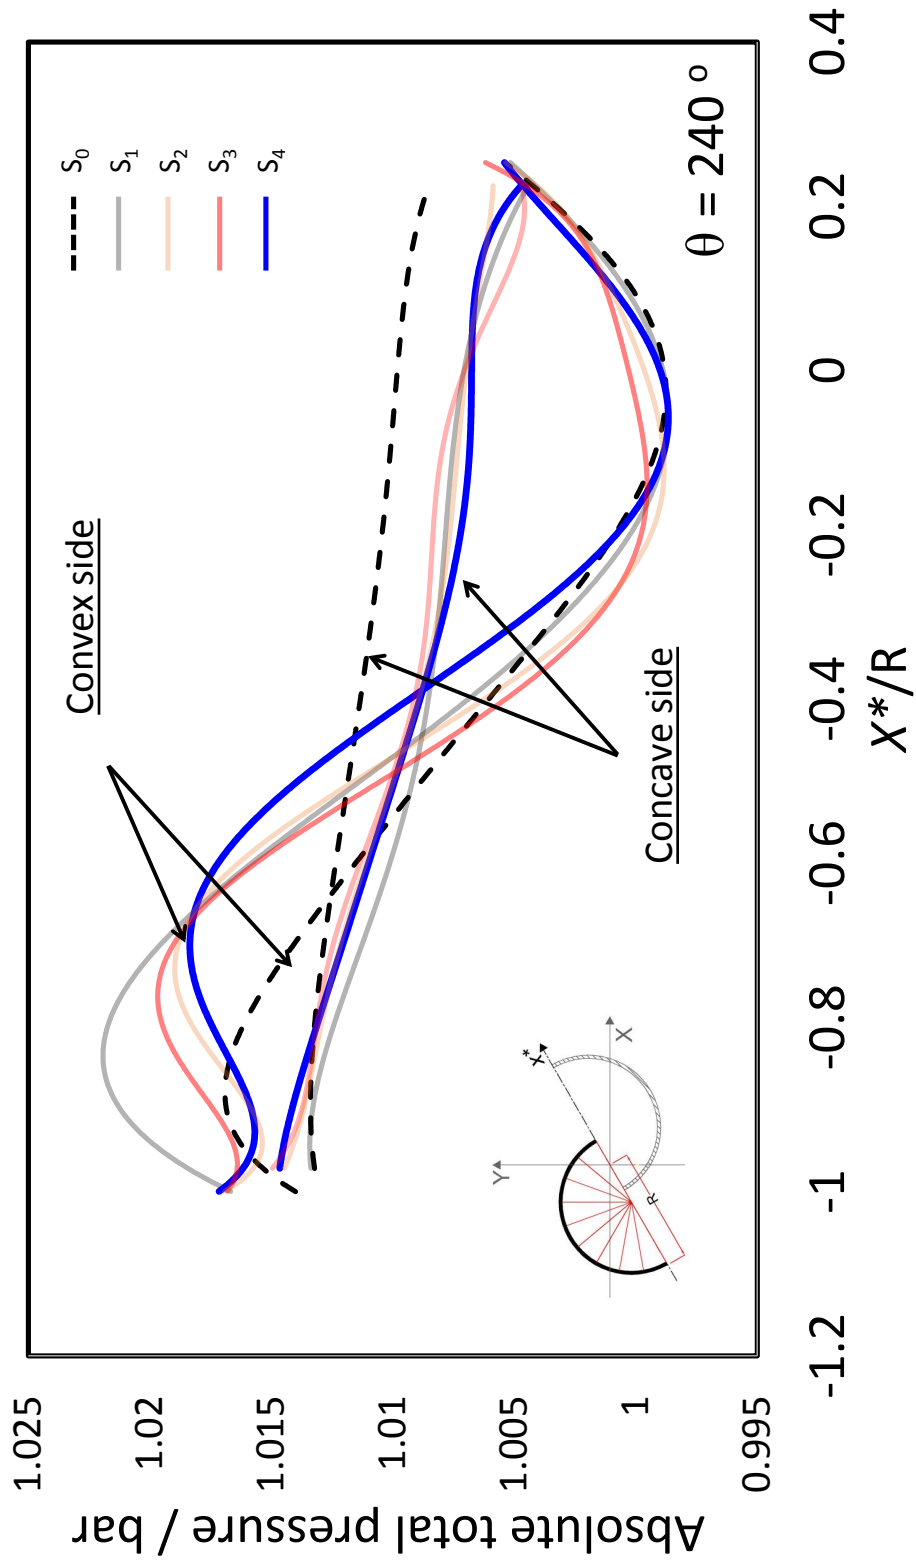 Absolute total pressure / bar
1.025
1.02
1.015
1.01
1.005
1
0.995
S0
S1
S2
S3
S4
Convex side
Concave side
θ = 240 º
Y
X
X*
R
-1.2
-1
-0.8
-0.6
-0.4
-0.2
0
0.2
0.4
X*/R